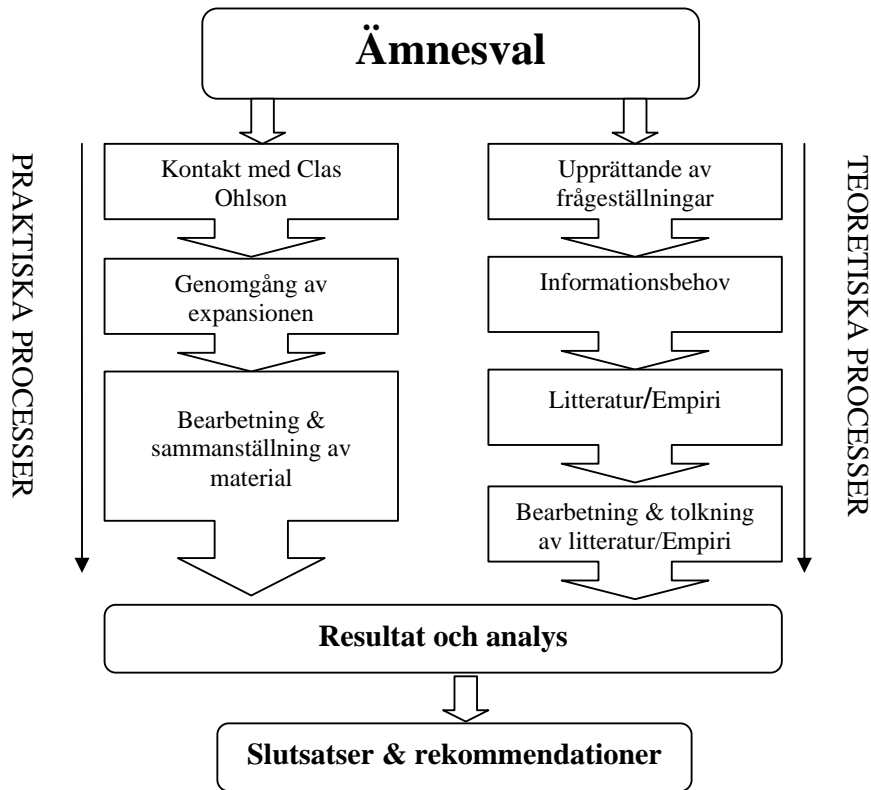 Ämnesval
PRAKTISKA PROCESSER
Kontakt med Clas
Ohlson
Genomgång av
expansionen
Bearbetning &
sammanställning av
material
Upprättande av
frågeställningar
Informationsbehov
Litteratur/Empiri
Bearbetning & tolkning
av litteratur/Empiri
TEORETISKA PROCESSER
Resultat och analys
Slutsatser & rekommendationer